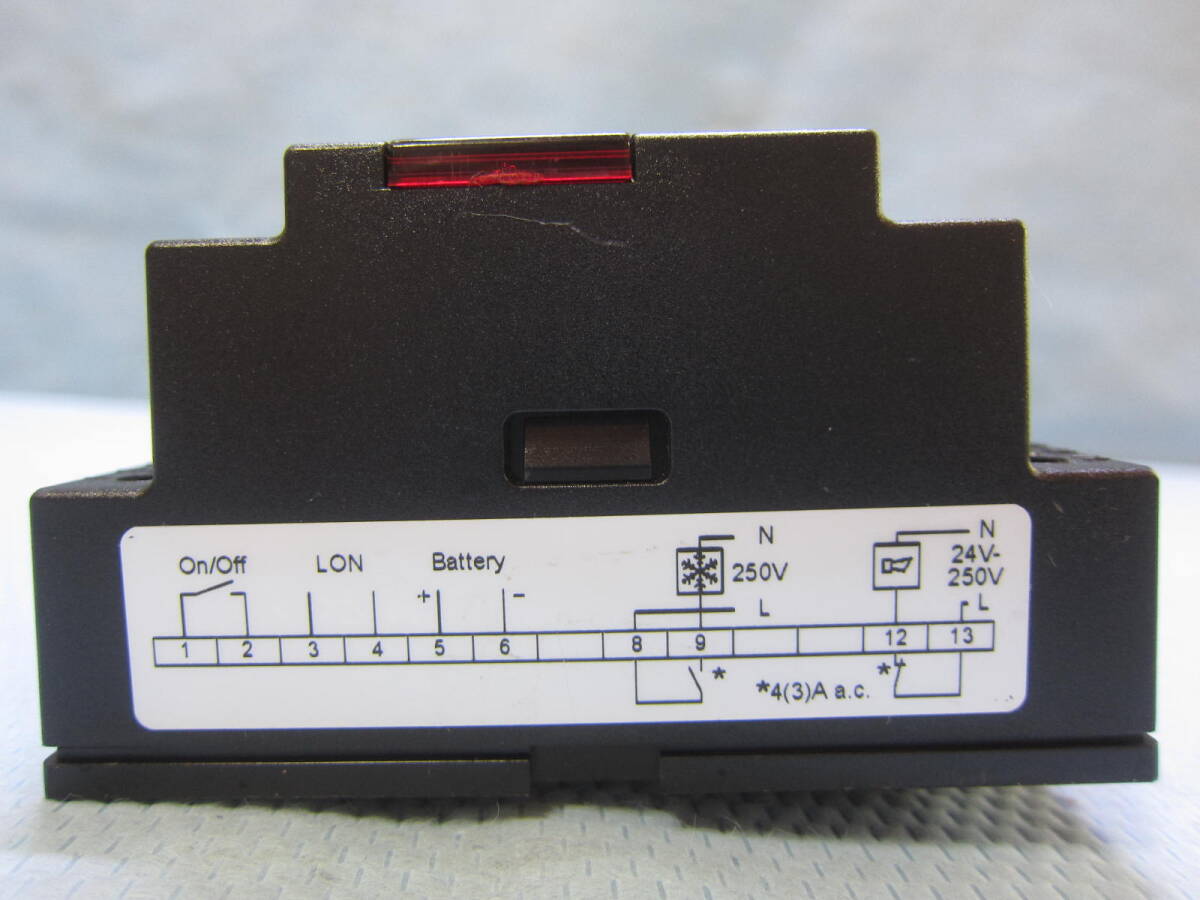 On/Off LON Battery N N
250V 24V-
250V
+ - L L
1 2 3 4 5 6 8 9 12 13
* *
*4(3)A a.c.